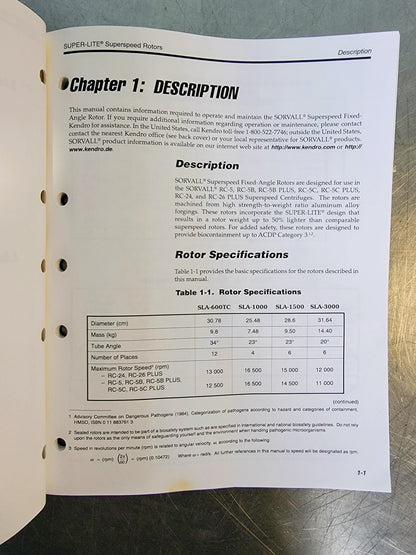 SUPER-LITE® Superspeed Rotors
Description
Chapter 1: DESCRIPTION
This manual contains information required to operate and maintain the SORVALL® Superspeed Fixed-
Angle Rotor. If you require additional information regarding operation or maintenance, please contact
Kendro for assistance. In the United States, call Kendro toll-free 1-800-522-7746; outside the United States,
contact the nearest Kendro office (see back cover) or your local representative for SORVALL® products.
SORVALL® product information is available on our internet web site at http://www.kendro.com or http://
www.kendro.de.
Description
SORVALL® Superspeed Fixed-Angle Rotors are designed for use in
the SORVALL® RC-5, RC-5B, RC-5B PLUS, RC-5C, RC-5C PLUS,
RC-24, and RC-26 PLUS Superspeed Centrifuges. The rotors are
machined from high strength-to-weight ratio aluminum alloy
forgings. These rotors incorporate the SUPER-LITE® design that
results in a rotor weight up to 50% lighter than comparable
superspeed rotors. For added safety, these rotors are designed to
provide biocontainment up to ACDP Category 3 1,2.
Rotor Specifications
Table 1-1 provides the basic specifications for the rotors described in
this manual.
Table 1-1. Rotor Specifications
SLA-600TC SLA-1000 SLA-1500 SLA-3000
Diameter (cm) 30.78 25.48 28.6 31.64
Mass (kg) 9.8 7.48 9.50 14.40
Tube Angle 34° 23° 23° 20°
Number of Places 12 4 6 6
Maximum Rotor Speed3 (rpm)
– RC-24, RC-26 PLUS 13 000 16 500 15 000 12 000
– RC-5, RC-5B, RC-5B PLUS,
RC-5C, RC-5C PLUS 12 500 16 500 14 500 11 000
(continued)
1 Advisory Committee on Dangerous Pathogens (1984), Categorization of pathogens according to hazard and categories of containment,
HMSO, ISBN 0 11 883761 3
2 Sealed rotors are intended to be part of a biosafety system such as are specified in international and national biosafety guidelines. Do not rely
upon the rotors as the only means of safeguarding yourself and the environment when handling pathogenic microorganisms.
3 Speed in revolutions per minute (rpm) is related to angular velocity, ω, according to the following:
ω = (rpm) (2π/60) = (rpm) (0.10472) Where ω = rad/s. All further references in this manual to speed will be designated as rpm.
1-1